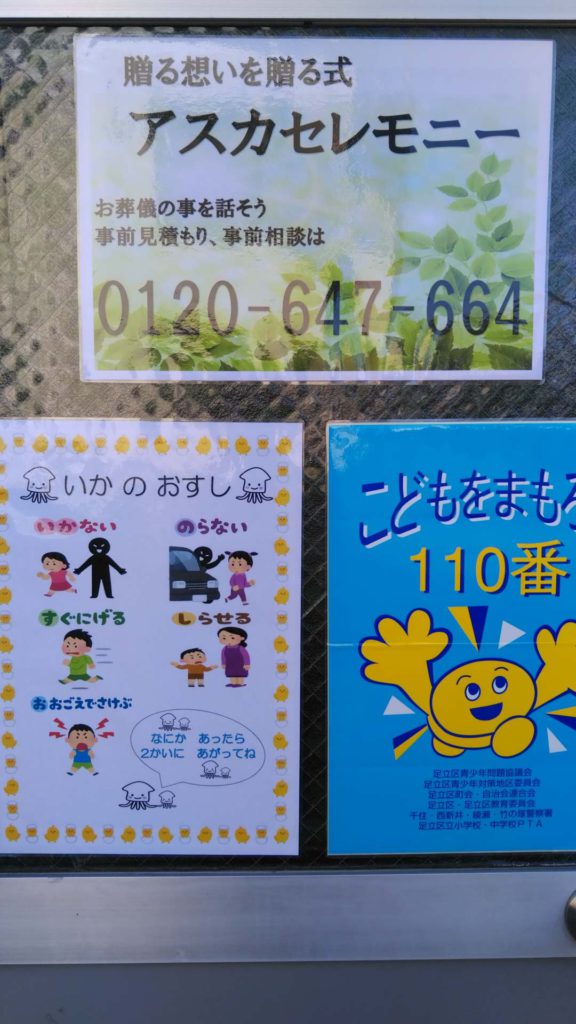 贈る想いを贈る式
アスカセレモニー
お葬儀の事を話そう
事前見積もり、事前相談は
0120-647-664
いか の おすし
いかない
のらない
すぐにげる
しらせる
おおごえでさけぶ
なにか あったら
2かいに あがってね
こどもをまもろ
110番
足立区青少年問題協議会
足立区青少年対策地区委員会
足立区町会・自治会連合会
足立区・足立区教育委員会
千住・西新井・綾瀬・竹の塚警察署
足立区立小学校・中学校PTA